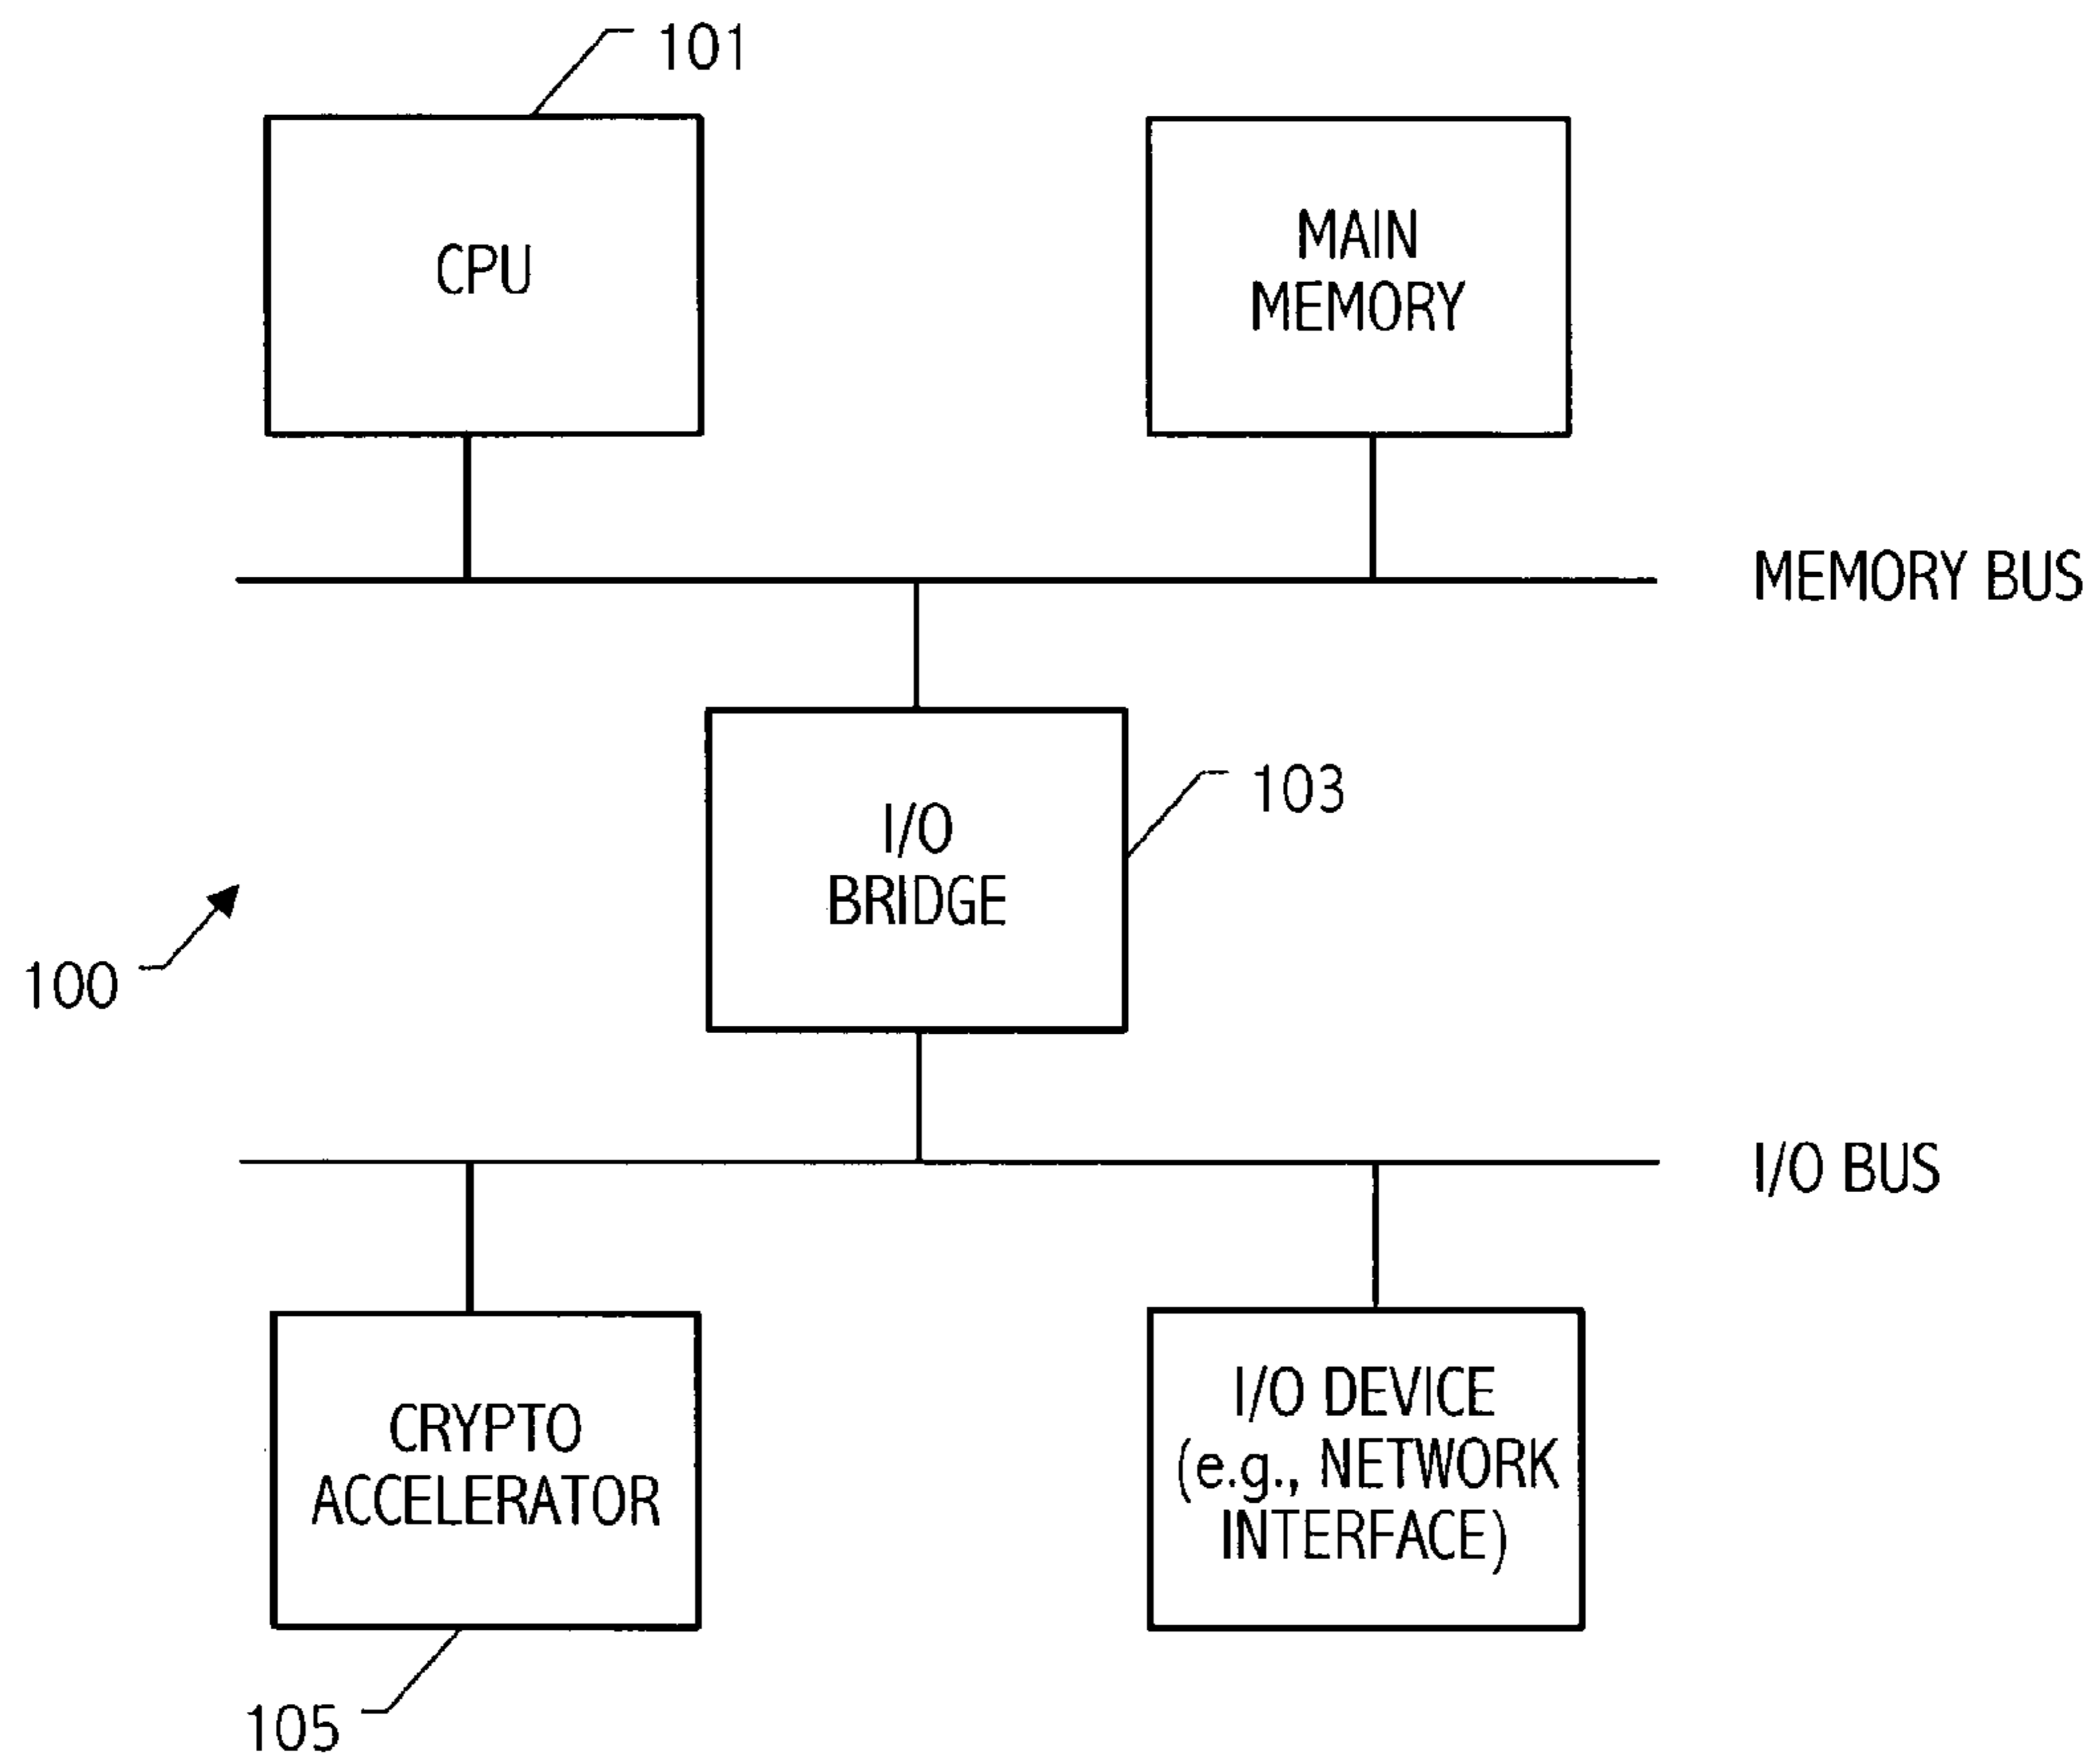 101
CPU
MAIN
MEMORY
MEMORY BUS
I/O
BRIDGE
103
100
I/O BUS
CRYPTO
ACCELERATOR
I/O DEVICE
(e.g., NETWORK
INTERFACE)
105